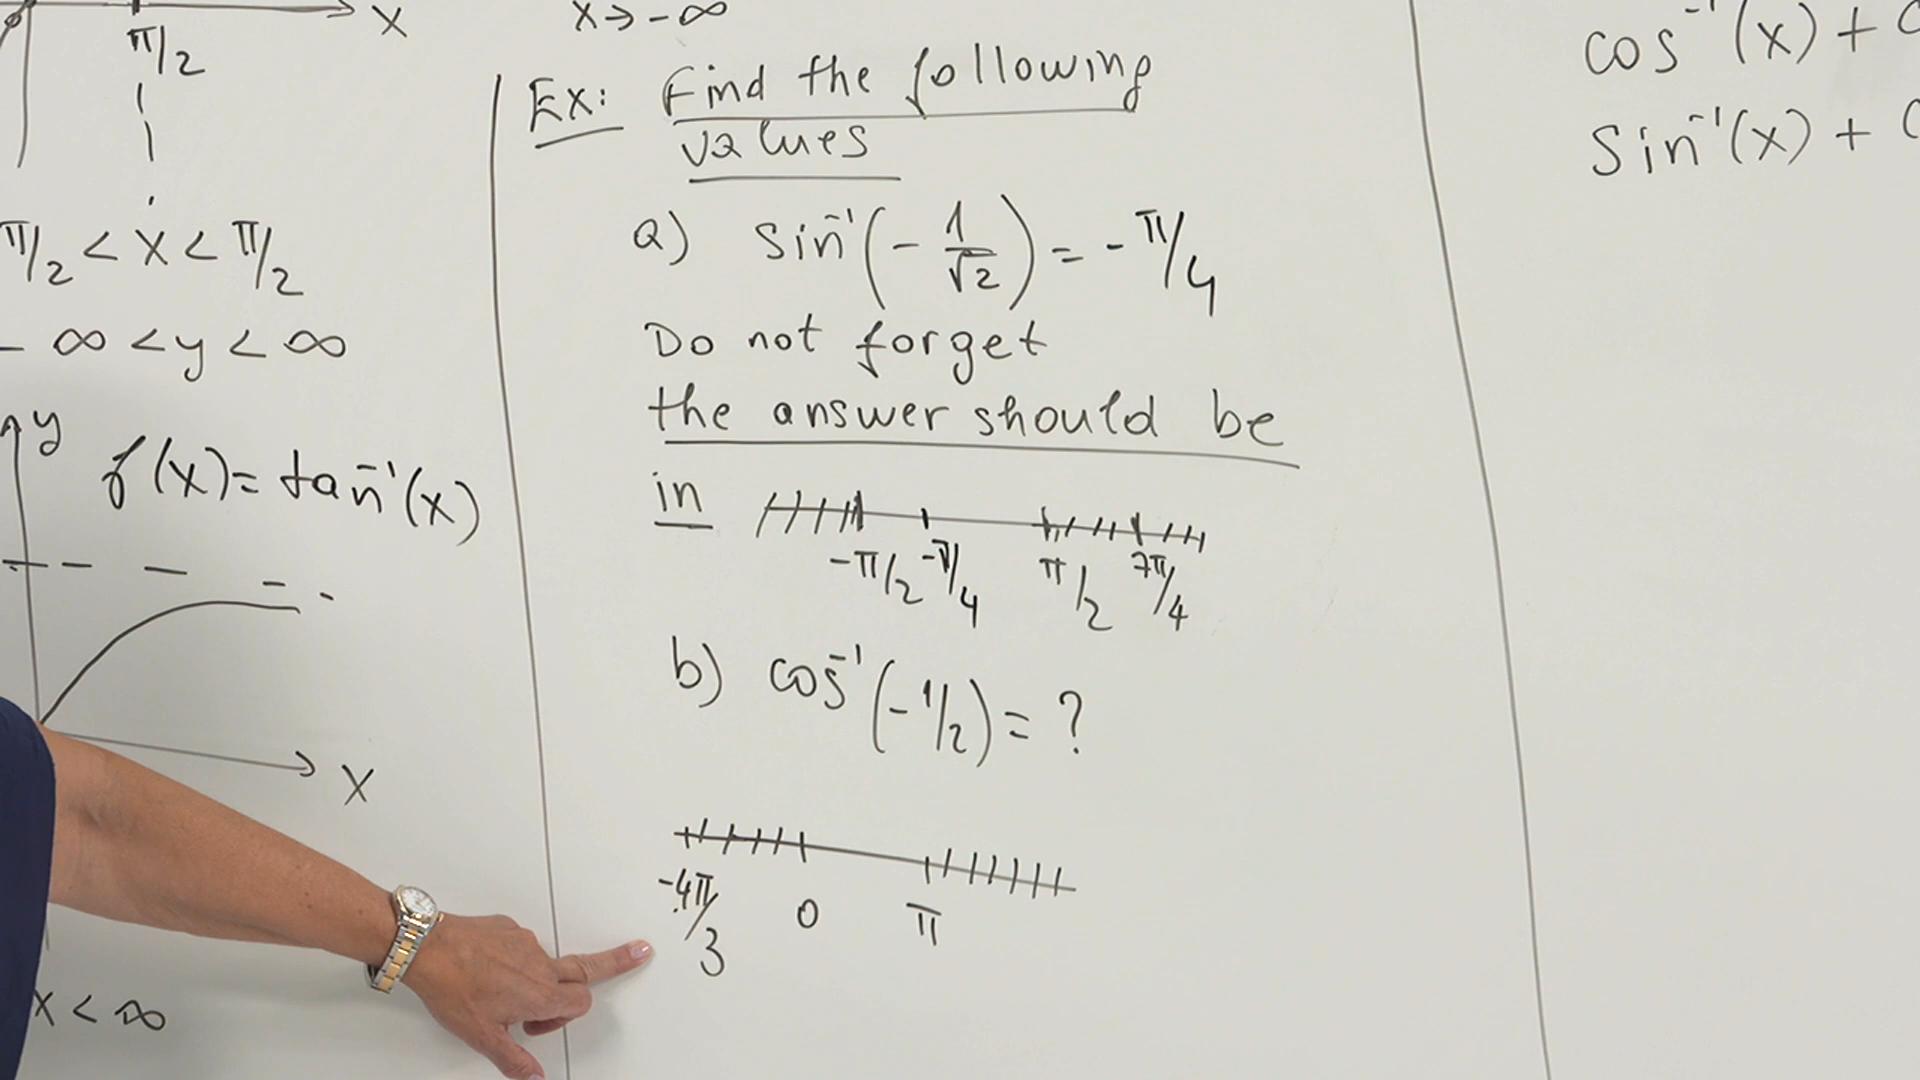 x
π/2
π/2 < x < π/2
- ∞ < y < ∞
y
f(x) = tan⁻¹(x)
x
x < ∞
x → -∞
Ex: Find the following
values
a) sin⁻¹(- 1/√2) = - π/4
Do not forget
the answer should be
in
-π/2 -π/4 π/2 7π/4
b) cos⁻¹(-1/2) = ?
-4π/3 0 π
cos⁻¹(x) +
sin⁻¹(x) +